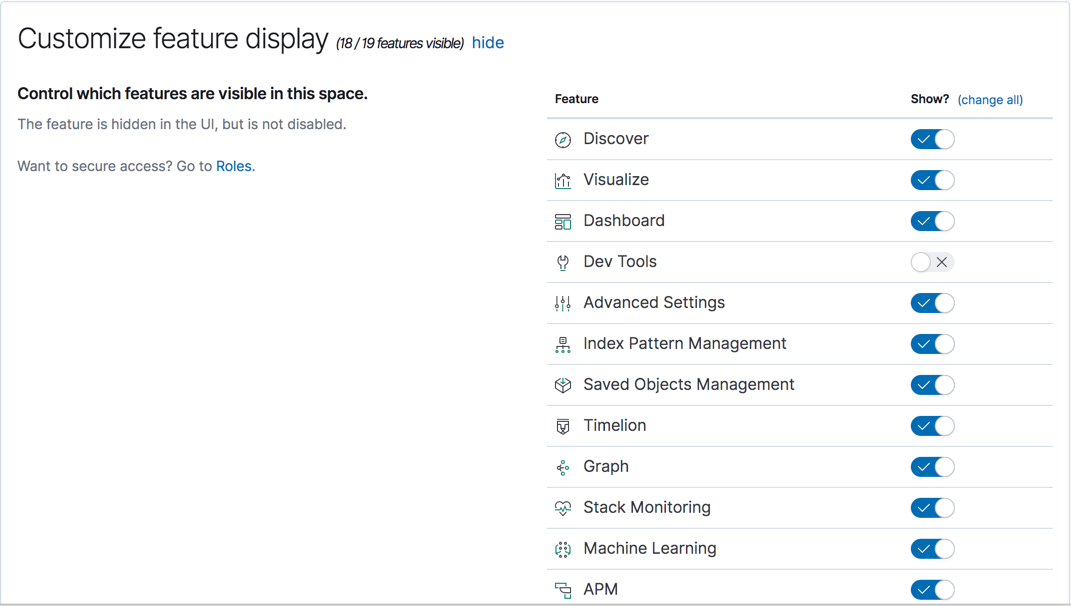 Customize feature display (18 / 19 features visible) hide
Control which features are visible in this space.
The feature is hidden in the UI, but is not disabled.
Want to secure access? Go to Roles.
Feature Show? (change all)
Discover
Visualize
Dashboard
Dev Tools
Advanced Settings
Index Pattern Management
Saved Objects Management
Timelion
Graph
Stack Monitoring
Machine Learning
APM